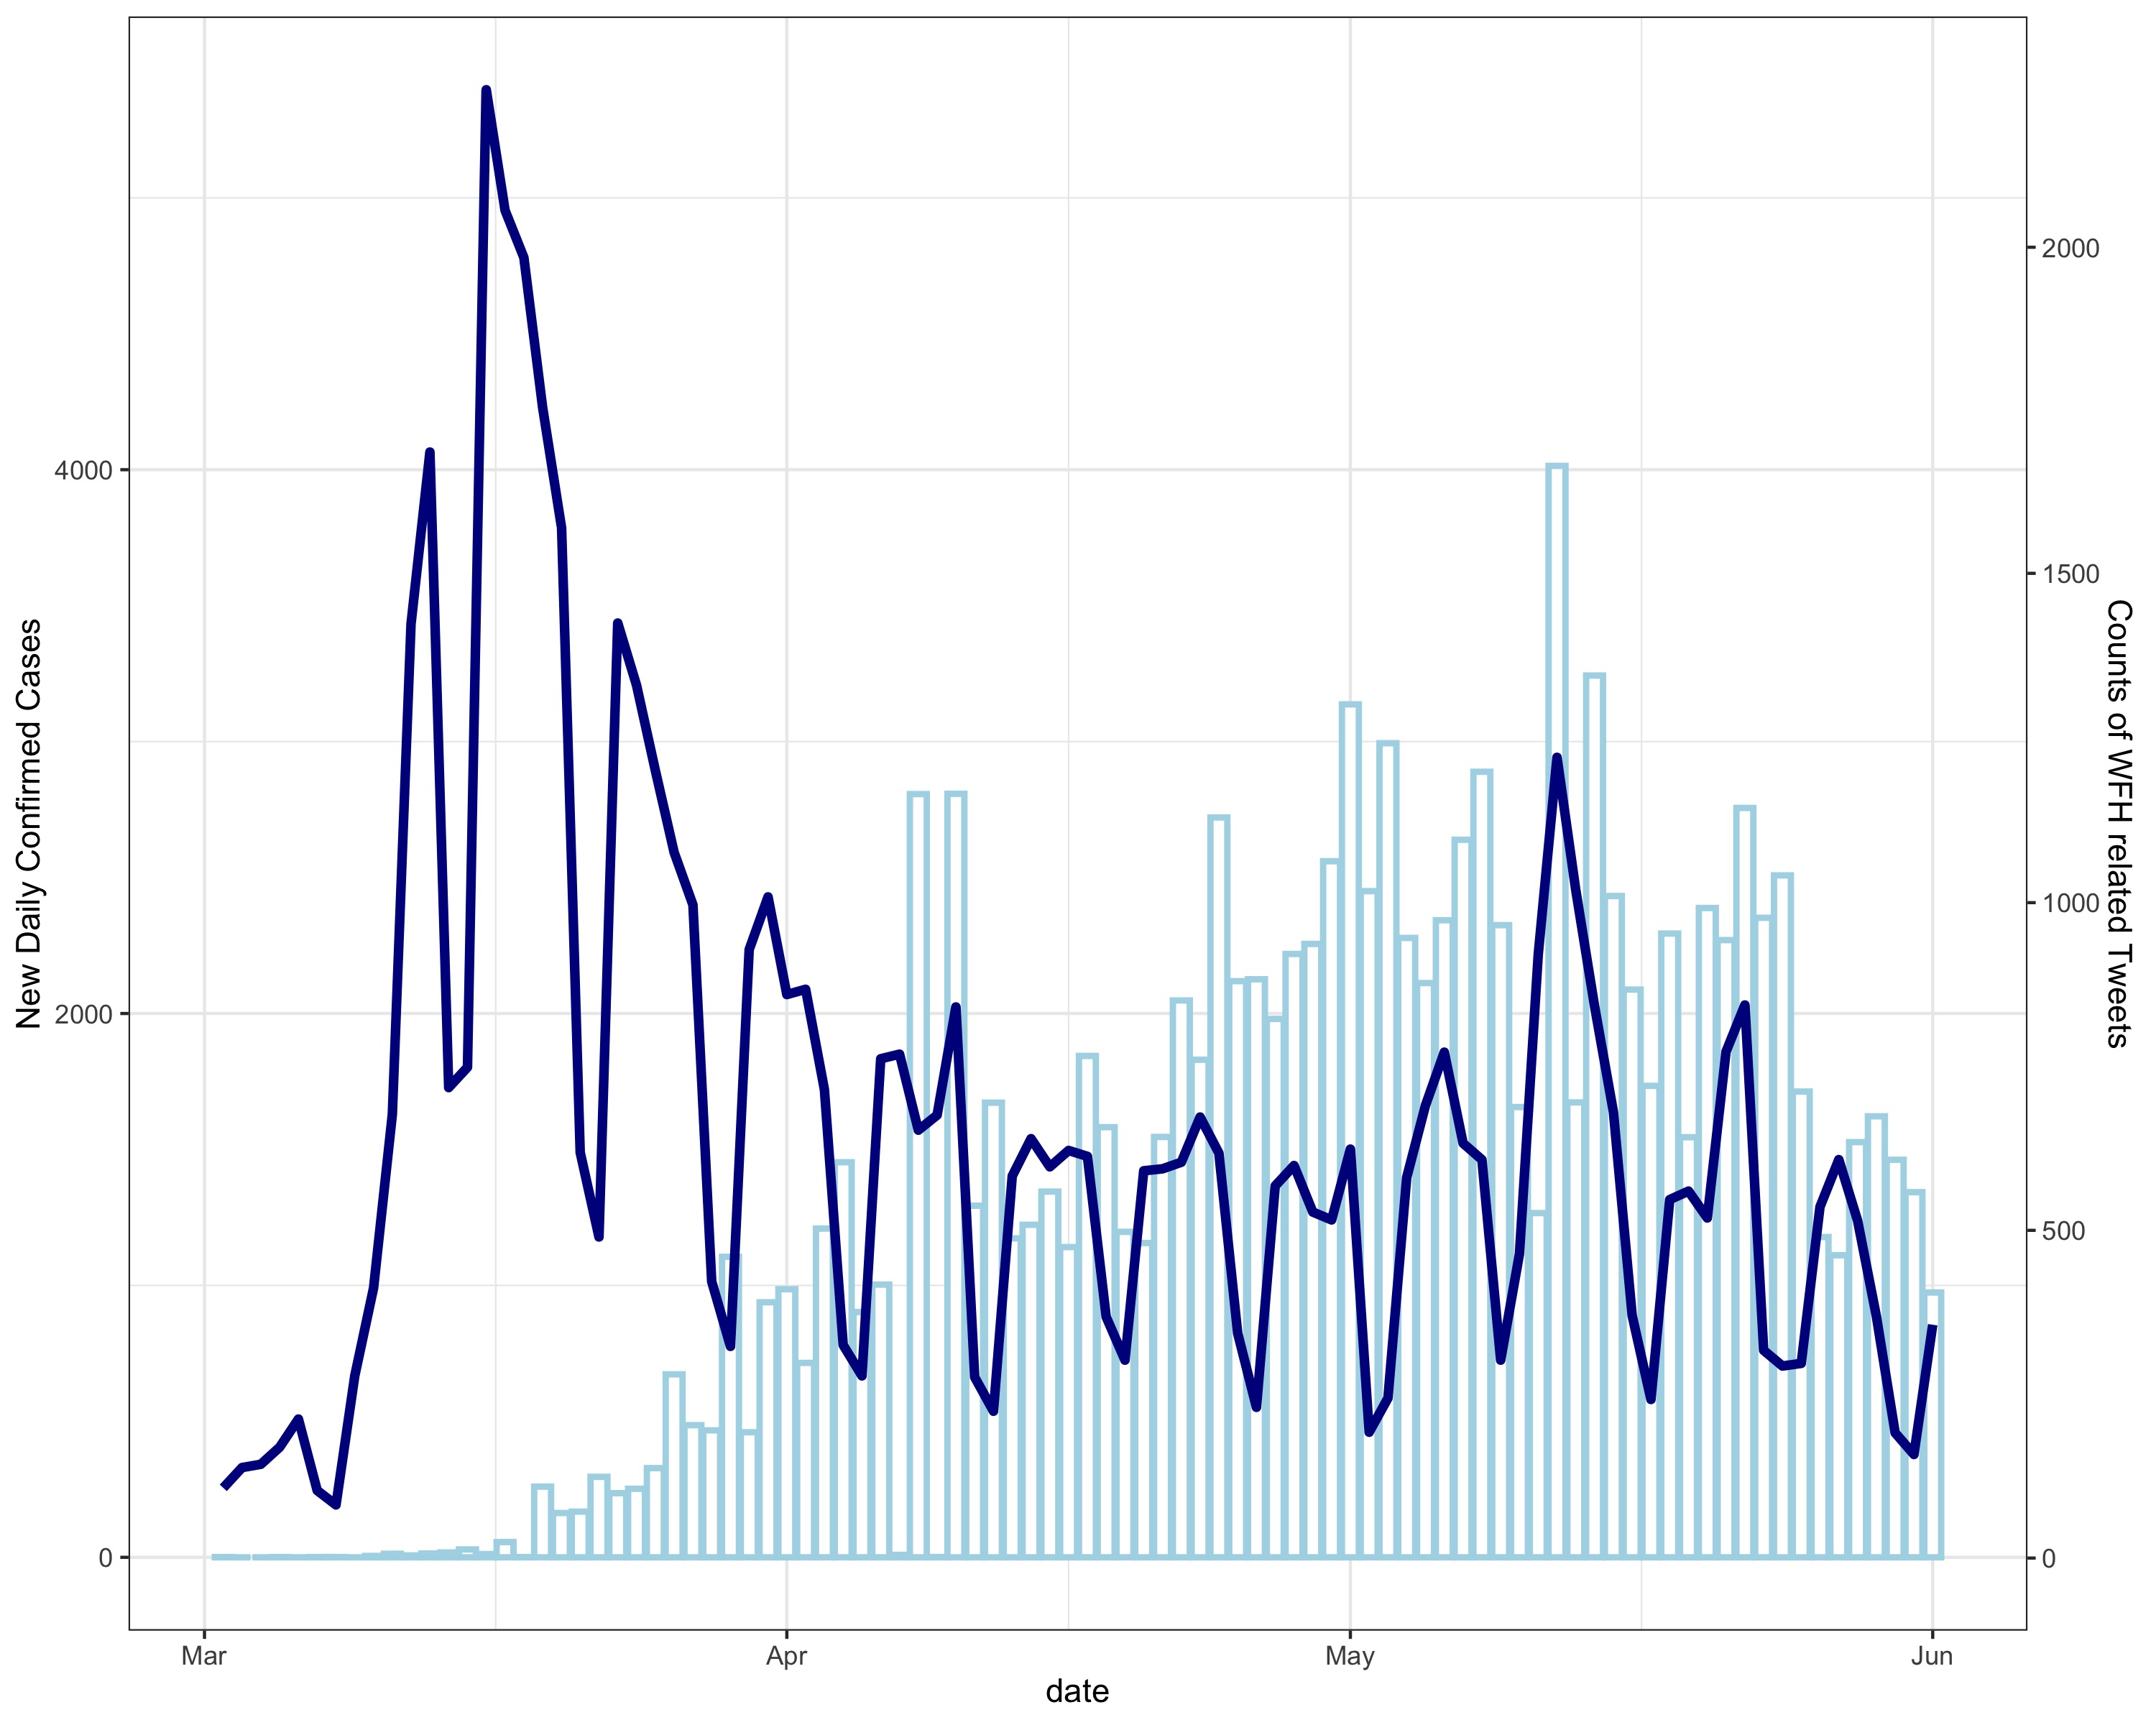 New Daily Confirmed Cases
4000
2000
0
Counts of WFH related Tweets
2000
1500
1000
500
0
Mar
Apr
May
Jun
date